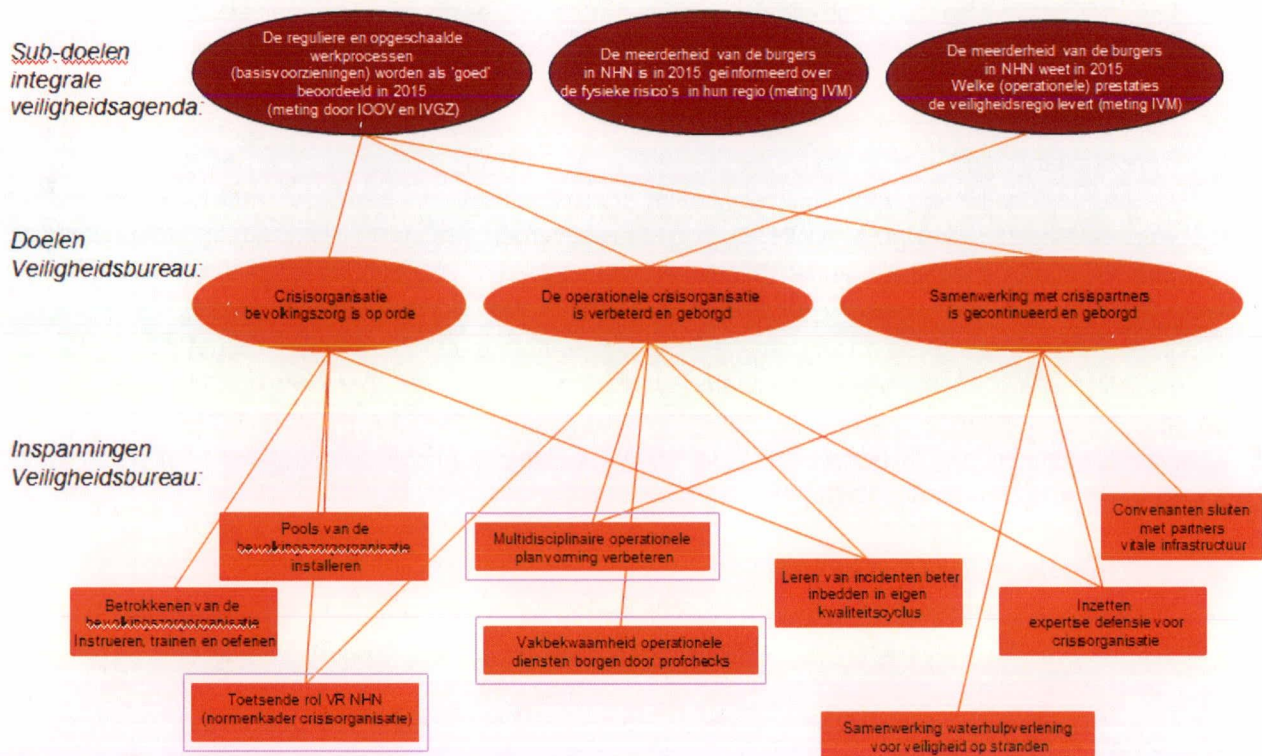 Sub-doelen
integrale
veiligheidsagenda:
De reguliere en opgeschaalde
werkprocessen
(basisvoorzieningen) worden als 'goed'
beoordeeld in 2015
(meting door IOOV en IVGZ)
De meerderheid van de burgers
in NHN is in 2015 geïnformeerd over
de fysieke risico's in hun regio (meting IVM)
De meerderheid van de burgers
in NHN weet in 2015
Welke (operationele) prestaties
de veiligheidsregio levert (meting IVM)
Doelen
Veiligheidsbureau:
Crisisorganisatie
bevolkingszorg is op orde
De operationele crisisorganisatie
is verbeterd en geborgd
Samenwerking met crisispartners
is gecontinueerd en geborgd
Inspanningen
Veiligheidsbureau:
Pools van de
bevolkingszorgorganisatie
installeren
Multidisciplinaire operationele
planvorming verbeteren
Convenanten sluiten
met partners
vitale infrastructuur
Betrokkenen van de
bevolkingszorgorganisatie
Instrueren, trainen en oefenen
Leren van incidenten beter
inbedden in eigen
kwaliteitscyclus
Inzetten
expertise defensie voor
crisisorganisatie
Vakbekwaamheid operationele
diensten borgen door profchecks
Toetsende rol VR NHN
(normenkader crisisorganisatie)
Samenwerking waterhulpverlening
voor veiligheid op stranden